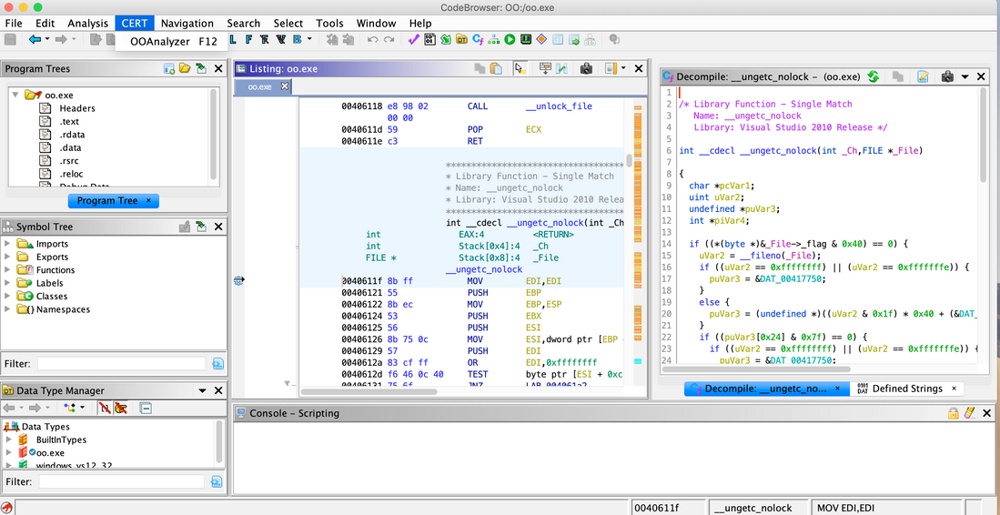 CodeBrowser: OO:/oo.exe
File Edit Analysis CERT Navigation Search Select Tools Window Help
OOAnalyzer F12
Program Trees
oo.exe
Headers
.text
.rdata
.data
.rsrc
.reloc
Debug Data
Program Tree ×
Symbol Tree
Imports
Exports
Functions
Labels
Classes
Namespaces
Filter:
Data Type Manager
Data Types
BuiltInTypes
oo.exe
windows_vs12_32
Filter:
Listing: oo.exe
oo.exe
00406118 e8 98 02 CALL __unlock_file
00 00
0040611d 59 POP ECX
0040611e c3 RET
* Library Function - Single Match
* Name: __ungetc_nolock
* Library: Visual Studio 2010 Relea
int __cdecl __ungetc_nolock(int _Ch
int EAX:4 <RETURN>
int Stack[0x4]:4 _Ch
FILE * Stack[0x8]:4 _File
__ungetc_nolock
0040611f 8b ff MOV EDI,EDI
00406121 55 PUSH EBP
00406122 8b ec MOV EBP,ESP
00406124 53 PUSH EBX
00406125 56 PUSH ESI
00406126 8b 75 0c MOV ESI,dword ptr [EBP
00406129 57 PUSH EDI
0040612a 83 cf ff OR EDI,0xffffffff
0040612d f6 46 0c 40 TEST byte ptr [ESI + 0xc
00406131 75 6f JNZ LAB_004061a2
Decompile: __ungetc_nolock - (oo.exe)
1
2 /* Library Function - Single Match
3 Name: __ungetc_nolock
4 Library: Visual Studio 2010 Release */
5
6 int __cdecl __ungetc_nolock(int _Ch,FILE *_File)
7
8 {
9 char *pcVar1;
10 uint uVar2;
11 undefined *puVar3;
12 int *piVar4;
13
14 if ((*(byte *)&_File->_flag & 0x40) == 0) {
15 uVar2 = __fileno(_File);
16 if ((uVar2 == 0xffffffff) || (uVar2 == 0xfffffffe)) {
17 puVar3 = &DAT_00417750;
18 }
19 else {
20 puVar3 = (undefined *)((uVar2 & 0x1f) * 0x40 + (&DAT_
21 }
22 if ((puVar3[0x24] & 0x7f) == 0) {
23 if ((uVar2 == 0xffffffff) || (uVar2 == 0xfffffffe)) {
24 puVar3 = &DAT_00417750;
Decompile: __ungetc_no... × Defined Strings ×
Console - Scripting
0040611f __ungetc_nolock MOV EDI,EDI